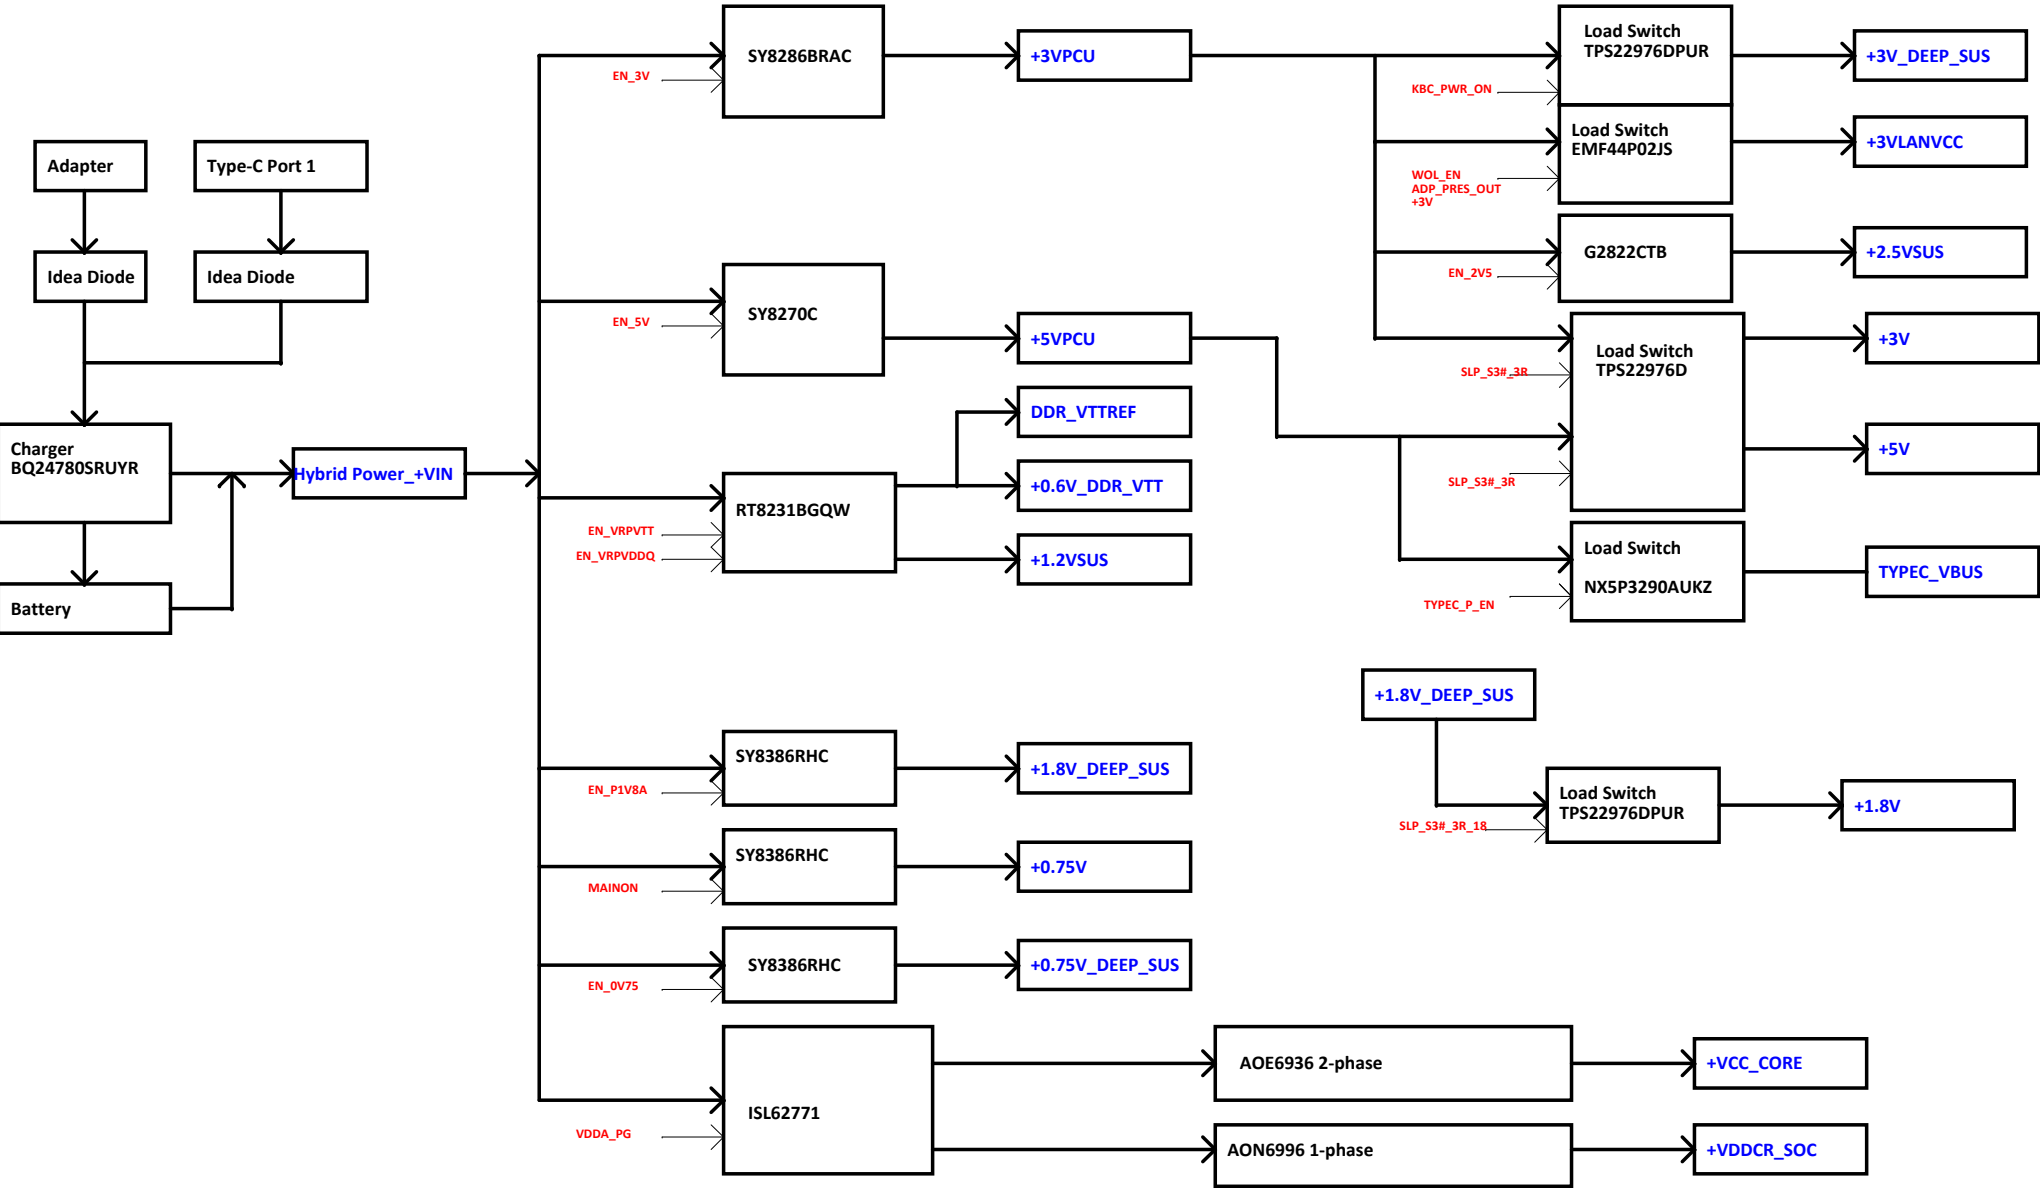 Adapter
Type-C Port 1
Idea Diode
Idea Diode
Charger
BQ24780SRUYR
Battery
Hybrid Power_+VIN
EN_3V
SY8286BRAC
+3VPCU
EN_5V
SY8270C
+5VPCU
DDR_VTTREF
EN_VRPVTT
EN_VRPVDDQ
RT8231BGQW
+0.6V_DDR_VTT
+1.2VSUS
EN_P1V8A
SY8386RHC
+1.8V_DEEP_SUS
MAINON
SY8386RHC
+0.75V
EN_0V75
SY8386RHC
+0.75V_DEEP_SUS
VDDA_PG
ISL62771
AOE6936 2-phase
+VCC_CORE
AON6996 1-phase
+VDDCR_SOC
KBC_PWR_ON
Load Switch
TPS22976DPUR
+3V_DEEP_SUS
WOL_EN
ADP_PRES_OUT
+3V
Load Switch
EMF44P02JS
+3VLANVCC
EN_2V5
G2822CTB
+2.5VSUS
SLP_S3#_3R
SLP_S3#_3R
Load Switch
TPS22976D
+3V
+5V
TYPEC_P_EN
Load Switch
NX5P3290AUKZ
TYPEC_VBUS
+1.8V_DEEP_SUS
SLP_S3#_3R_18
Load Switch
TPS22976DPUR
+1.8V